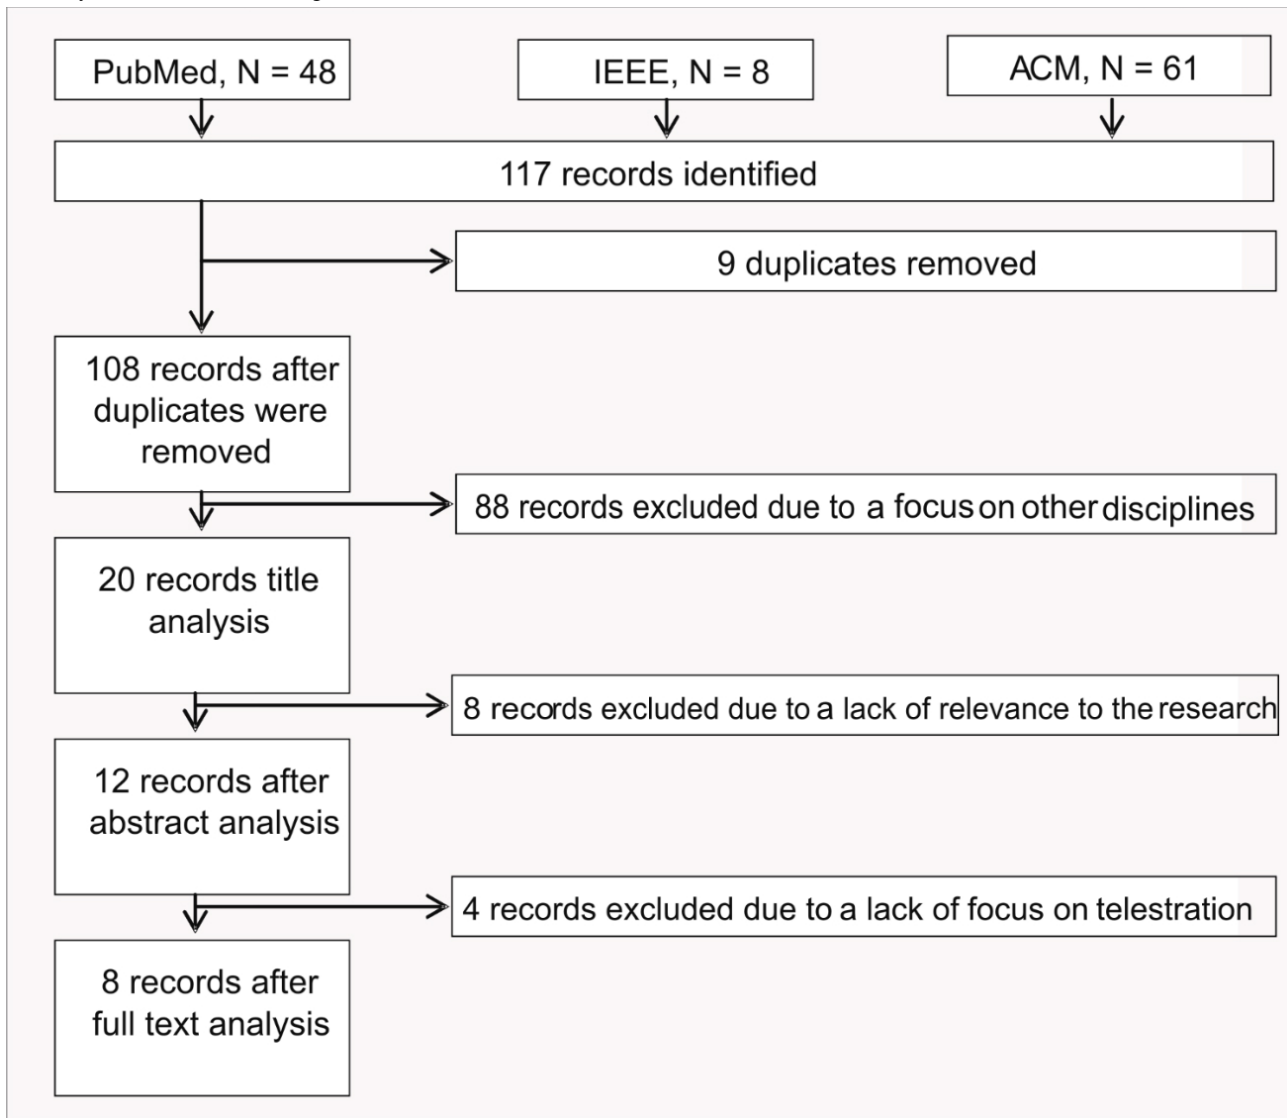 PubMed, N = 48
IEEE, N = 8
ACM, N = 61
117 records identified
9 duplicates removed
108 records after
duplicates were
removed
88 records excluded due to a focus on other disciplines
20 records title
analysis
8 records excluded due to a lack of relevance to the research
12 records after
abstract analysis
4 records excluded due to a lack of focus on telestration
8 records after
full text analysis